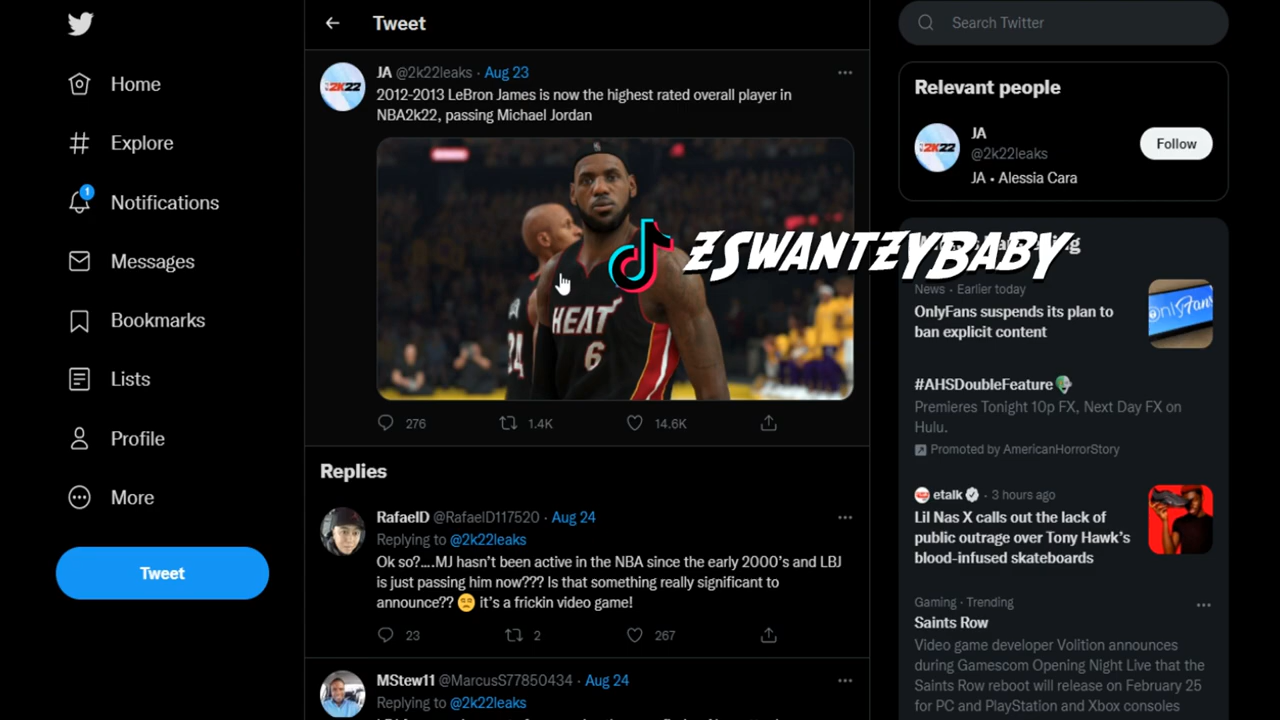 Home
Explore
1
Notifications
Messages
Bookmarks
Lists
Profile
More
Tweet
Tweet
2K22
JA @2k22leaks · Aug 23
2012-2013 LeBron James is now the highest rated overall player in
NBA2k22, passing Michael Jordan
HEAT
6
34
276 1.4K 14.6K
Replies
RafaelD @RafaelD117520 · Aug 24
Replying to @2k22leaks
Ok so?....MJ hasn't been active in the NBA since the early 2000's and LBJ
is just passing him now??? Is that something really significant to
announce?? 😒 it's a frickin video game!
23 2 267
MStew11 @MarcusS77850434 · Aug 24
Replying to @2k22leaks
ZSWANTZYBABY
Search Twitter
Relevant people
2K22
JA
@2k22leaks
Follow
JA • Alessia Cara
News · Earlier today
OnlyFans suspends its plan to
ban explicit content
OnlyFans
#AHSDoubleFeature
Premieres Tonight 10p FX, Next Day FX on
Hulu.
Promoted by AmericanHorrorStory
etalk · 3 hours ago
Lil Nas X calls out the lack of
public outrage over Tony Hawk's
blood-infused skateboards
Gaming · Trending
Saints Row
Video game developer Volition announces
during Gamescom Opening Night Live that the
Saints Row reboot will release on February 25
for PC and PlayStation and Xbox consoles